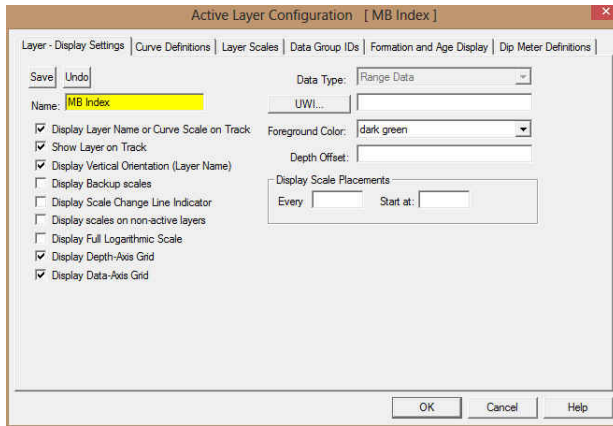 Active Layer Configuration [ MB Index ]
Layer - Display Settings Curve Definitions Layer Scales Data Group IDs Formation and Age Display Dip Meter Definitions
Save Undo
Name: MB Index
Display Layer Name or Curve Scale on Track
Show Layer on Track
Display Vertical Orientation (Layer Name)
Display Backup scales
Display Scale Change Line Indicator
Display scales on non-active layers
Display Full Logarithmic Scale
Display Depth-Axis Grid
Display Data-Axis Grid
Data Type: Range Data
UWI...
Foreground Color: dark green
Depth Offset:
Display Scale Placements
Every Start at:
OK Cancel Help